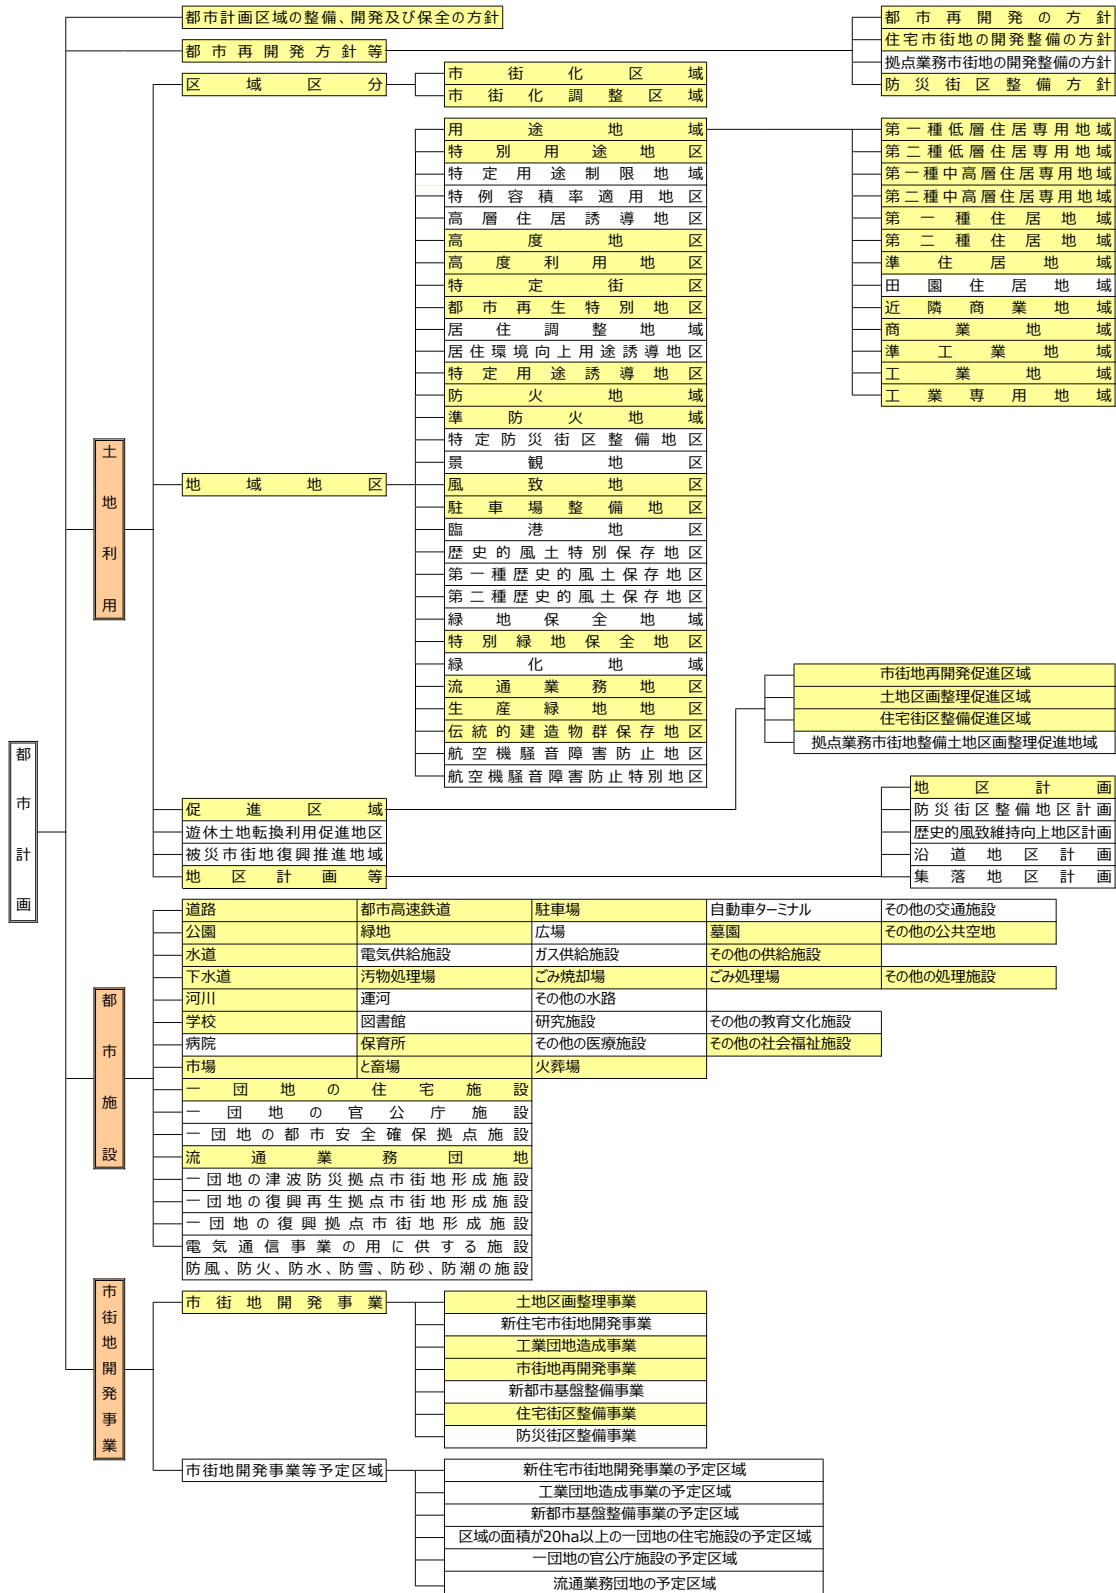 都市計画
土地利用
都市計画区域の整備、開発及び保全の方針
都市再開発方針等
都市再開発の方針
住宅市街地の開発整備の方針
拠点業務市街地の開発整備の方針
防災街区整備方針
区域区分
市街化区域
市街化調整区域
地域地区
用途地域
特別用途地区
特定用途制限地域
特例容積率適用地区
高層住居誘導地区
高度地区
高度利用地区
特定街区
都市再生特別地区
居住調整地域
居住環境向上用途誘導地区
特定用途誘導地区
防火地域
準防火地域
特定防災街区整備地区
景観地区
風致地区
駐車場整備地区
臨港地区
歴史的風土特別保存地区
第一種歴史的風土保存地区
第二種歴史的風土保存地区
緑地保全地域
特別緑地保全地区
緑化地域
流通業務地区
生産緑地地区
伝統的建造物群保存地区
航空機騒音障害防止地区
航空機騒音障害防止特別地区
第一種低層住居専用地域
第二種低層住居専用地域
第一種中高層住居専用地域
第二種中高層住居専用地域
第一種住居地域
第二種住居地域
準住居地域
田園住居地域
近隣商業地域
商業地域
準工業地域
工業地域
工業専用地域
促進区域
市街地再開発促進区域
土地区画整理促進区域
住宅街区整備促進区域
拠点業務市街地整備土地区画整理促進地域
遊休土地転換利用促進地区
被災市街地復興推進地域
地区計画等
地区計画
防災街区整備地区計画
歴史的風致維持向上地区計画
沿道地区計画
集落地区計画
都市施設
道路 都市高速鉄道 駐車場 自動車ターミナル その他の交通施設
公園 緑地 広場 墓園 その他の公共空地
水道 電気供給施設 ガス供給施設 その他の供給施設
下水道 汚物処理場 ごみ焼却場 ごみ処理場 その他の処理施設
河川 運河 その他の水路
学校 図書館 研究施設 その他の教育文化施設
病院 保育所 その他の医療施設 その他の社会福祉施設
市場 と畜場 火葬場
一団地の住宅施設
一団地の官公庁施設
一団地の都市安全確保拠点施設
流通業務団地
一団地の津波防災拠点市街地形成施設
一団地の復興再生拠点市街地形成施設
一団地の復興拠点市街地形成施設
電気通信事業の用に供する施設
防風、防火、防水、防雪、防砂、防潮の施設
市街地開発事業
市街地開発事業
土地区画整理事業
新住宅市街地開発事業
工業団地造成事業
市街地再開発事業
新都市基盤整備事業
住宅街区整備事業
防災街区整備事業
市街地開発事業等予定区域
新住宅市街地開発事業の予定区域
工業団地造成事業の予定区域
新都市基盤整備事業の予定区域
区域の面積が20ha以上の一団地の住宅施設の予定区域
一団地の官公庁施設の予定区域
流通業務団地の予定区域